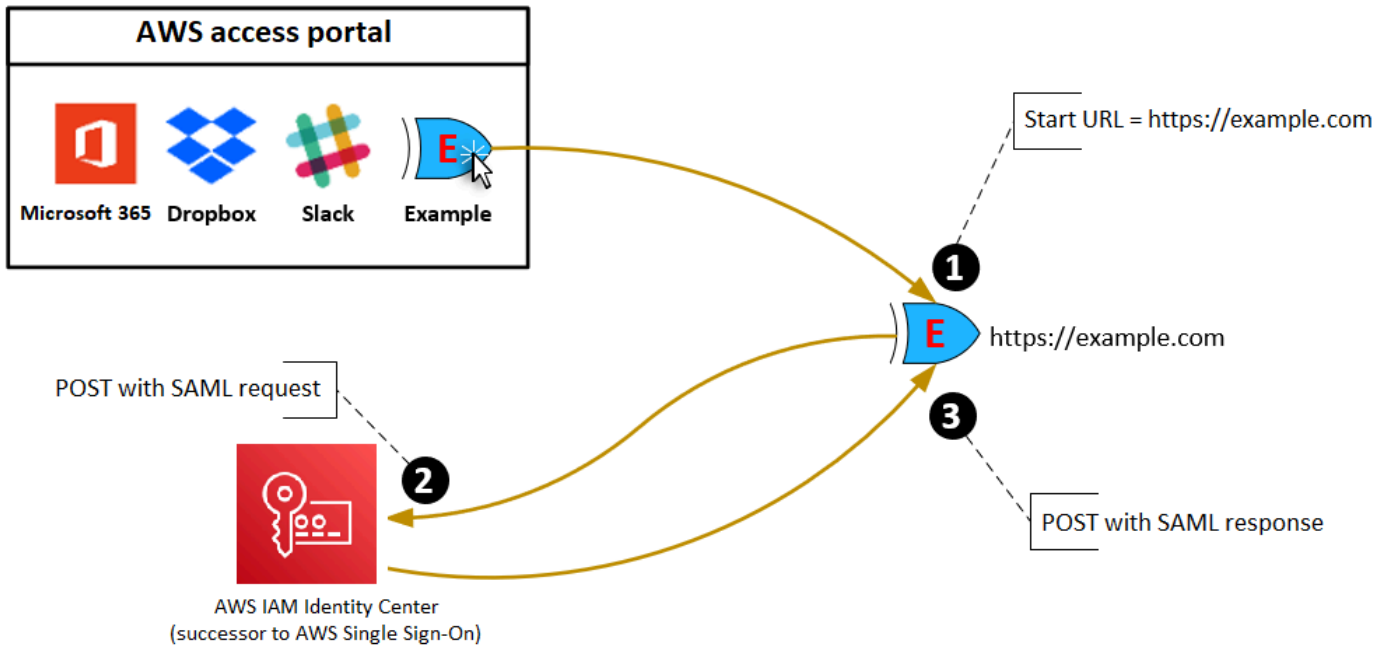 AWS access portal
E
Microsoft 365
Dropbox
Slack
Example
Start URL = https://example.com
1
E
https://example.com
POST with SAML request
2
3
POST with SAML response
AWS IAM Identity Center
(successor to AWS Single Sign-On)